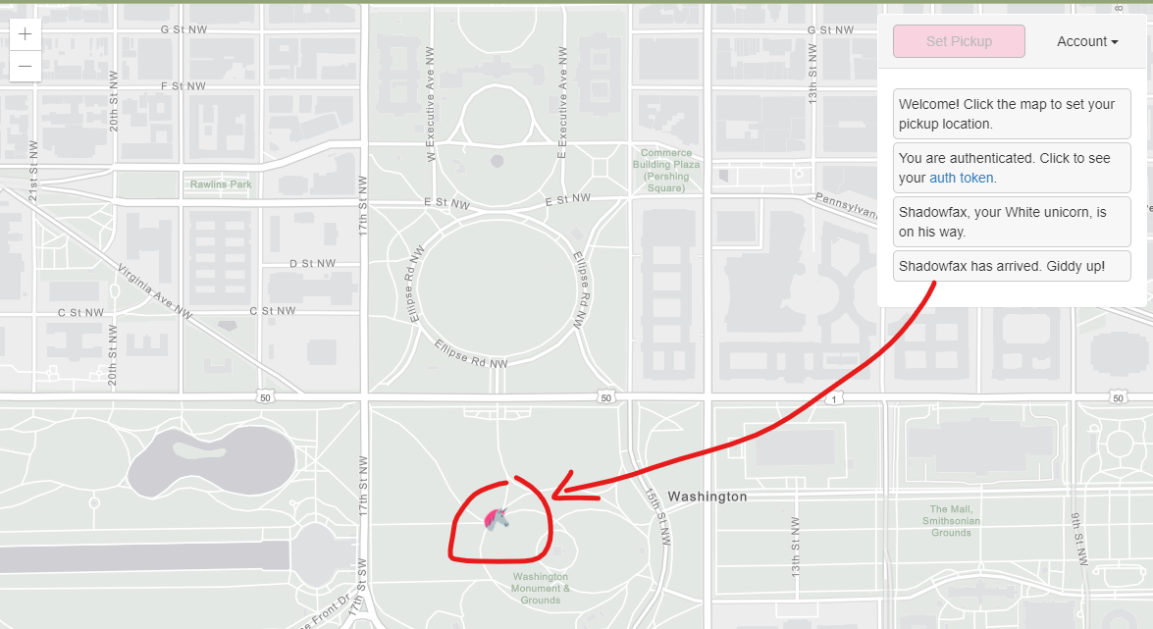 G St NW
G St NW
Set Pickup
Account
F St NW
20th St NW
W Executive Ave NW
E Executive Ave NW
13th St NW
Welcome! Click the map to set your
pickup location.
21st St NW
Commerce
Building Plaza
(Pershing
Square)
You are authenticated. Click to see
your auth token.
Rawlins Park
17th St NW
E St NW
E St NW
Pennsylvan
Shadowfax, your White unicorn, is
on his way.
D St NW
Ellipse Rd NW
Ellipse Rd NW
Shadowfax has arrived. Giddy up!
Virginia Ave NW
C St NW
C St NW
20th St NW
Ellipse Rd NW
50
50
1
50
17th St NW
15th St NW
Washington
The Mall,
Smithsonian
Grounds
13th St NW
9th St NW
Washington
Monument &
Grounds
17th St SW
e Front Dr